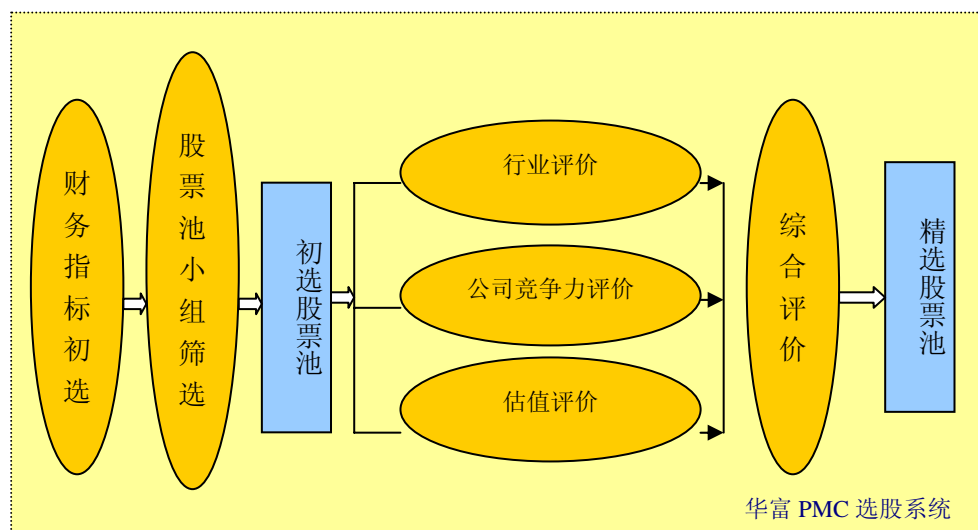 财务指标初选
股票池小组筛选
初选股票池
行业评价
公司竞争力评价
估值评价
综合评价
精选股票池
华富 PMC 选股系统